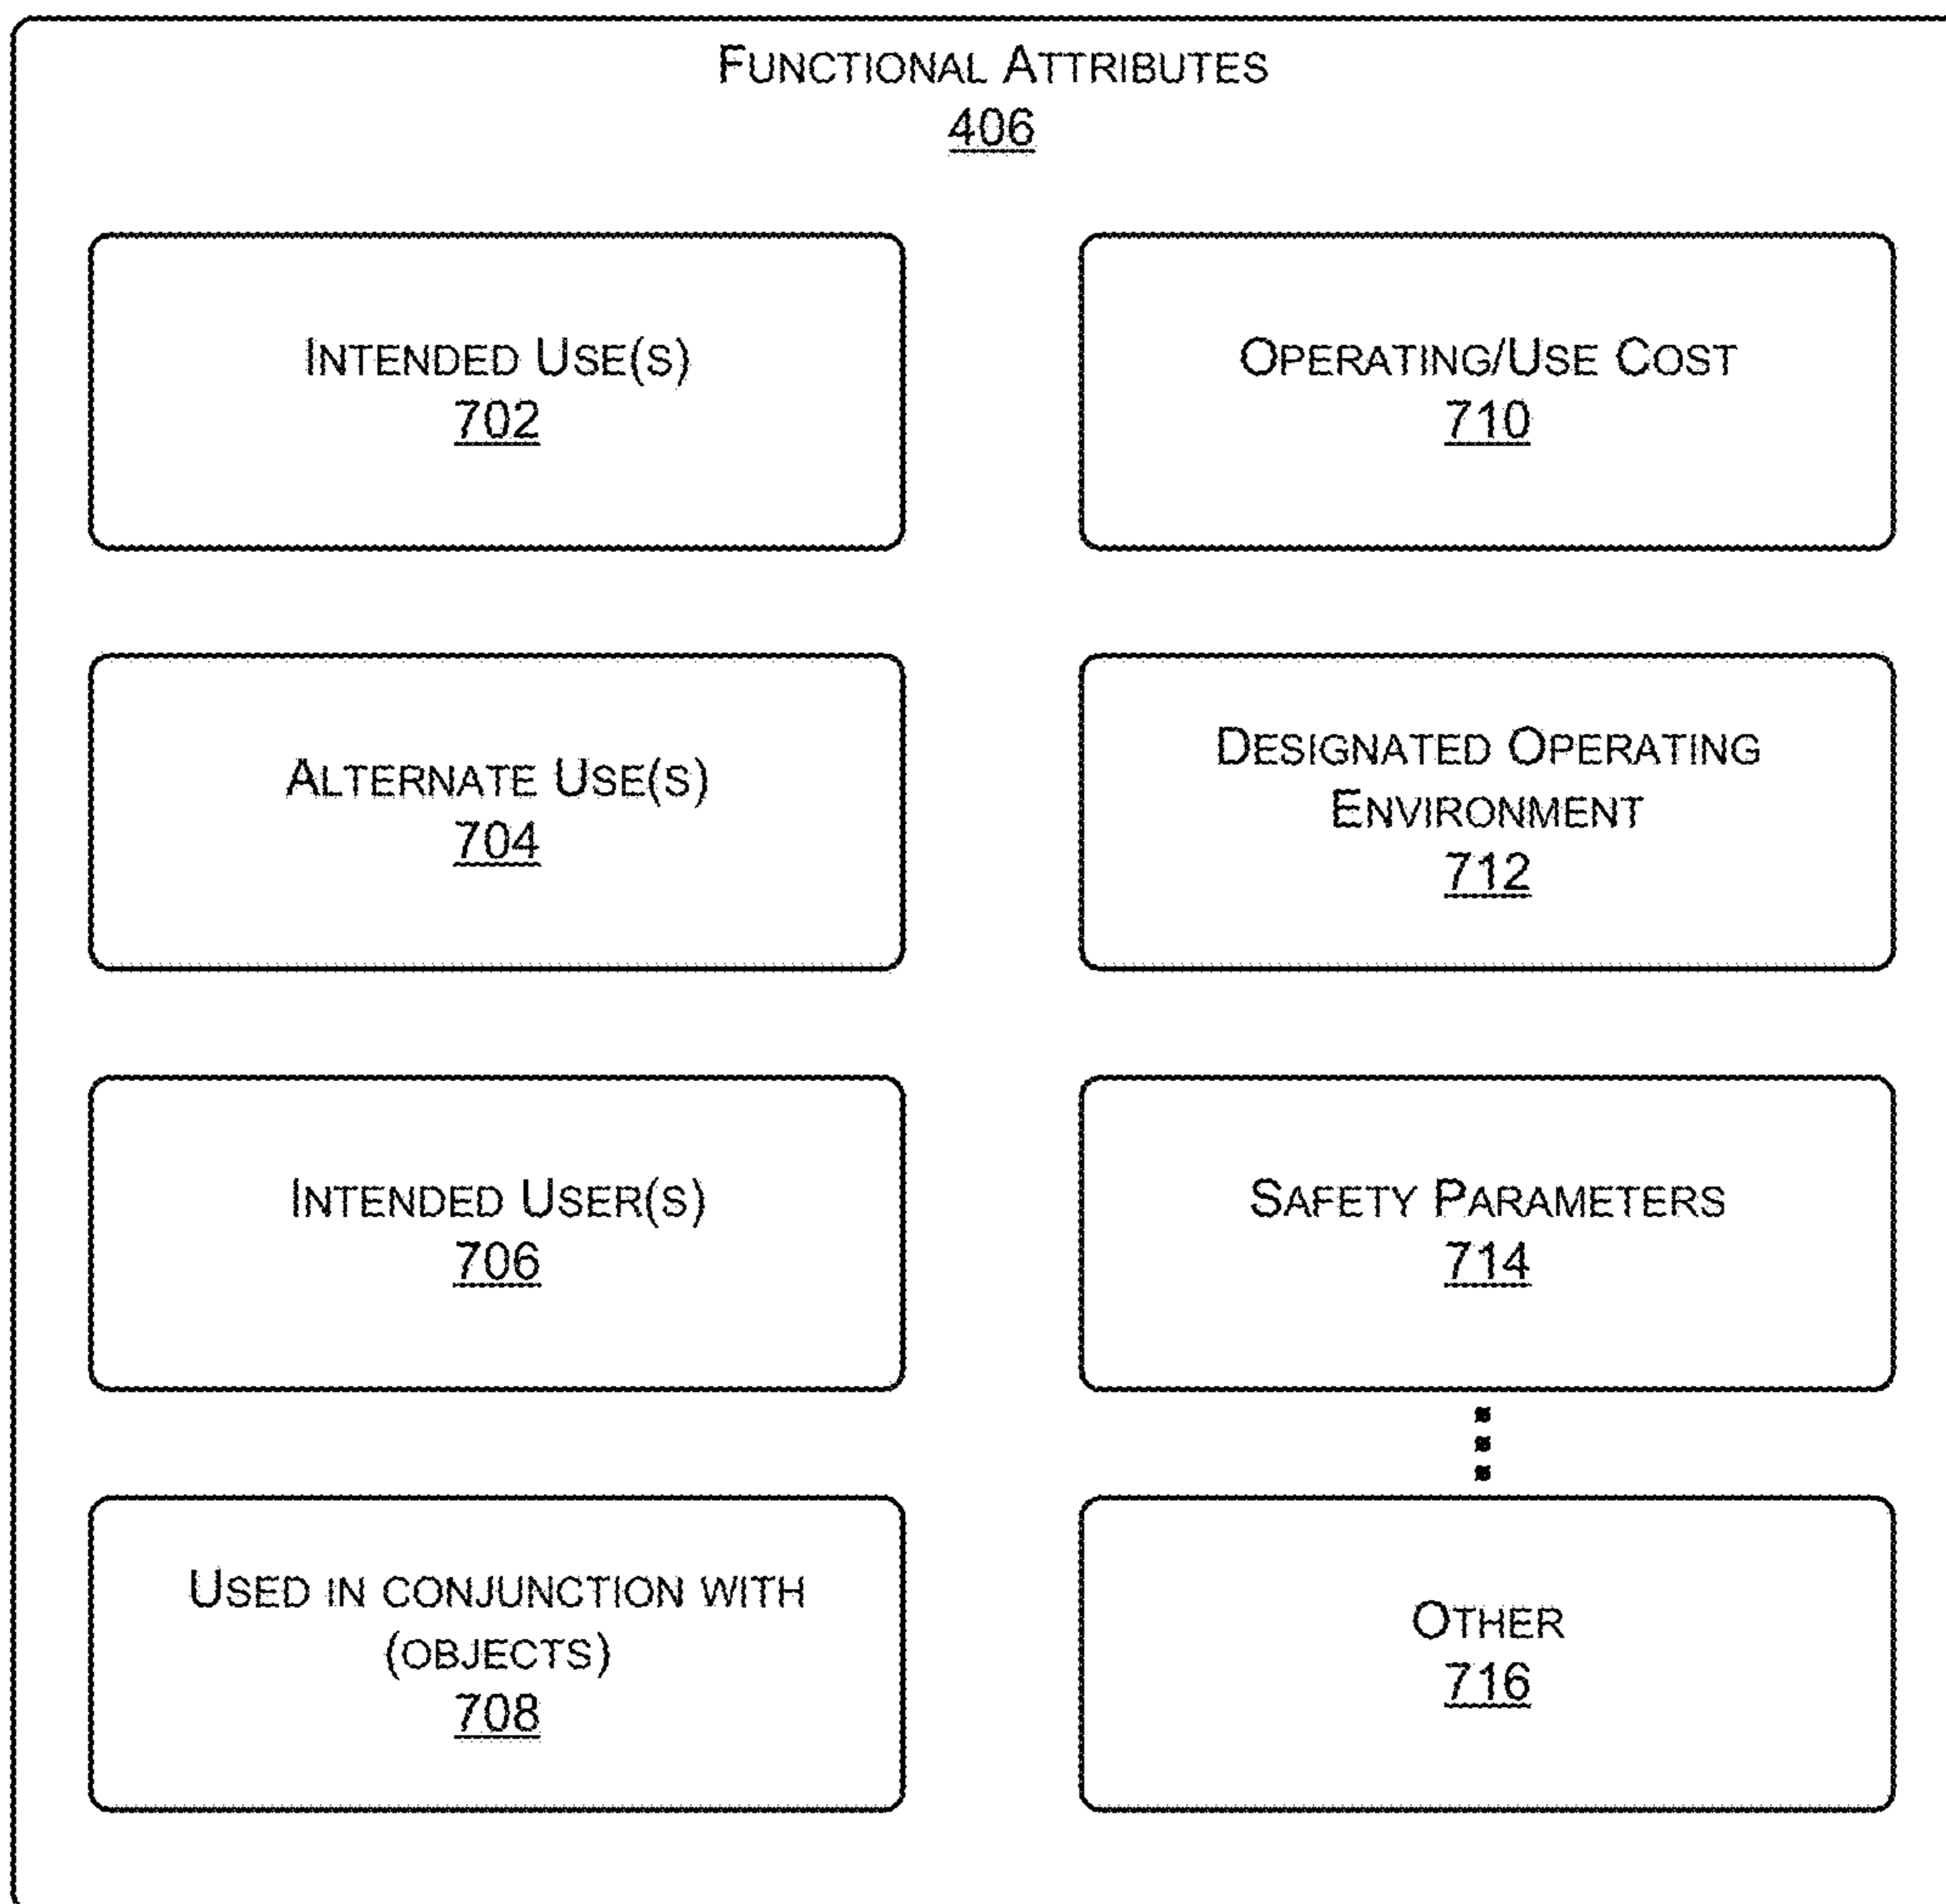 FUNCTIONAL ATTRIBUTES
406
INTENDED USE(S)
702
ALTERNATE USE(S)
704
INTENDED USER(S)
706
USED IN CONJUNCTION WITH
(OBJECTS)
708
OPERATING/USE COST
710
DESIGNATED OPERATING
ENVIRONMENT
712
SAFETY PARAMETERS
714
OTHER
716